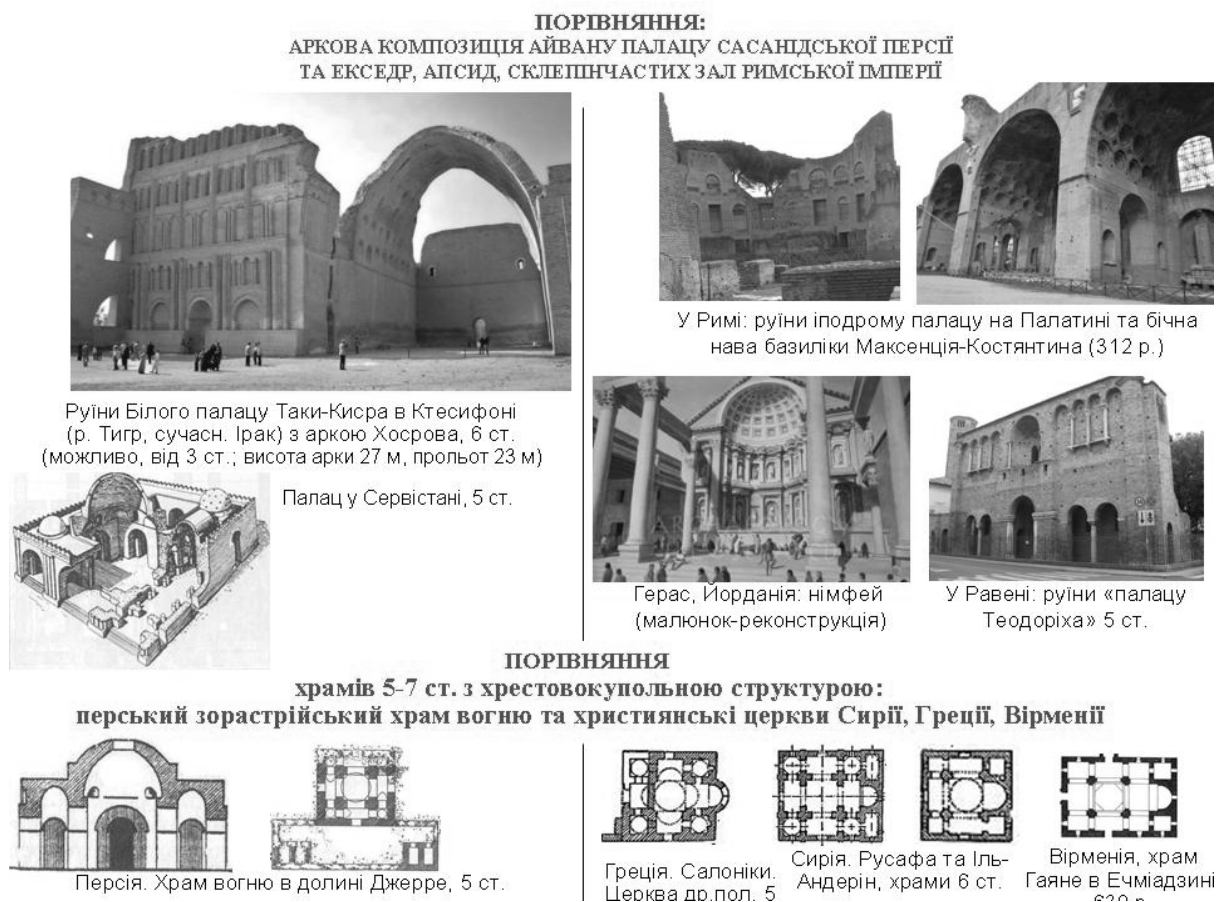 ПОРІВНЯННЯ:
АРКОВА КОМПОЗИЦІЯ АЙВАНУ ПАЛАЦУ САСАНІДСЬКОЇ ПЕРСІЇ
ТА ЕКСЕДР, АПСИД, СКЛЕПІНЧАСТИХ ЗАЛ РИМСЬКОЇ ІМПЕРІЇ
Руїни Білого палацу Таки-Кисра в Ктесифоні
(р. Тигр, сучасн. Ірак) з аркою Хосрова, 6 ст.
(можливо, від 3 ст.; висота арки 27 м, прольот 23 м)
Палац у Сервістані, 5 ст.
У Римі: руїни іподрому палацу на Палатині та бічна
нава базиліки Максенція-Костянтина (312 р.)
Герас, Йорданія: німфей
(малюнок-реконструкція)
У Равені: руїни «палацу
Теодоріха» 5 ст.
ПОРІВНЯННЯ
храмів 5-7 ст. з хрестовокупольною структурою:
перський зорастрійський храм вогню та християнські церкви Сирії, Греції, Вірменії
Персія. Храм вогню в долині Джерре, 5 ст.
Греція. Салоніки.
Церква др.пол. 5
Сирія. Русафа та Іль-
Андерін, храми 6 ст.
Вірменія, храм
Гаяне в Ечміадзині